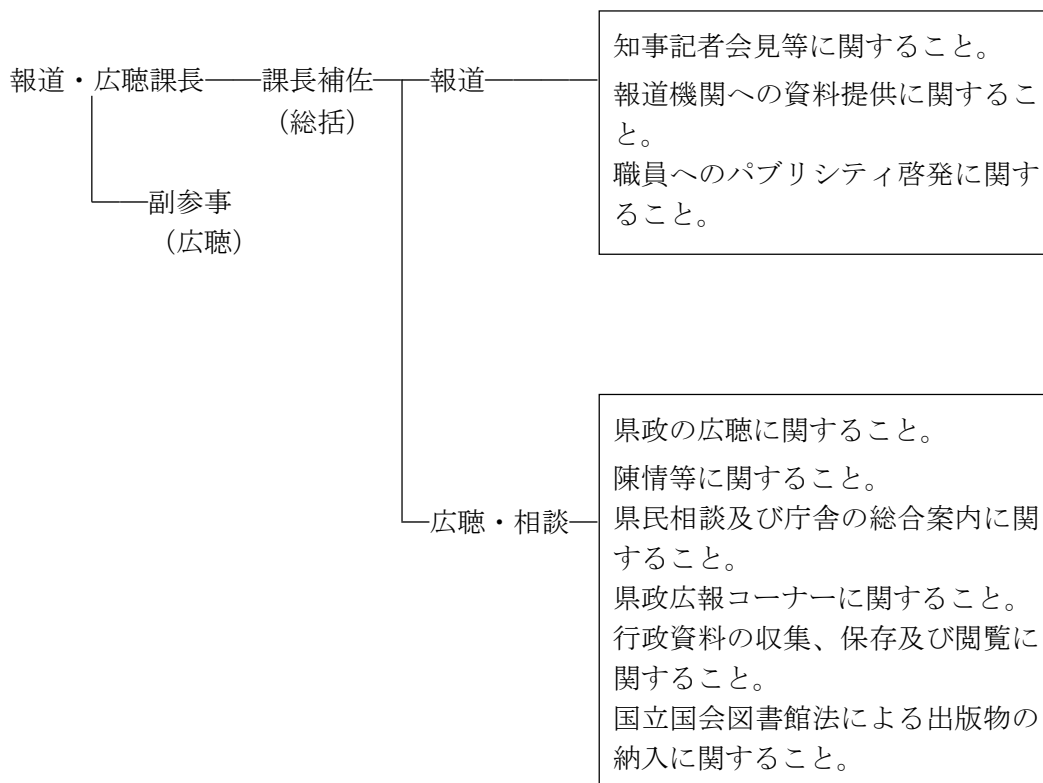 報道・広聴課長 課長補佐 報道
（総括）
副参事
（広聴）
知事記者会見等に関すること。
報道機関への資料提供に関するこ
と。
職員へのパブリシティ啓発に関す
ること。
広聴・相談
県政の広聴に関すること。
陳情等に関すること。
県民相談及び庁舎の総合案内に関
すること。
県政広報コーナーに関すること。
行政資料の収集、保存及び閲覧に
関すること。
国立国会図書館法による出版物の
納入に関すること。